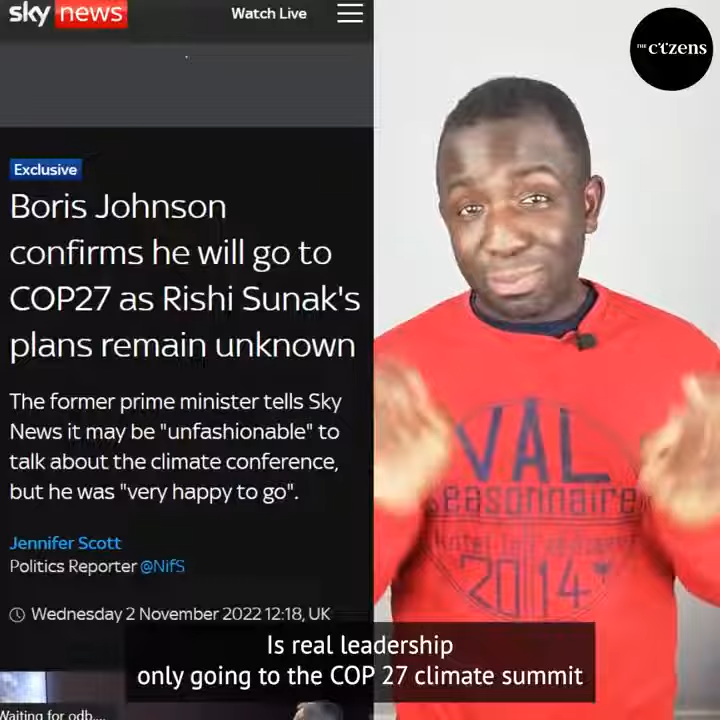 sky news
Watch Live
THE citizens
Exclusive
Boris Johnson
confirms he will go to
COP27 as Rishi Sunak's
plans remain unknown
The former prime minister tells Sky
News it may be "unfashionable" to
talk about the climate conference,
but he was "very happy to go".
Jennifer Scott
Politics Reporter @NifS
Wednesday 2 November 2022 12:18, UK
VAL
seasonnaire
2014
Is real leadership
only going to the COP 27 climate summit
Waiting for odb....